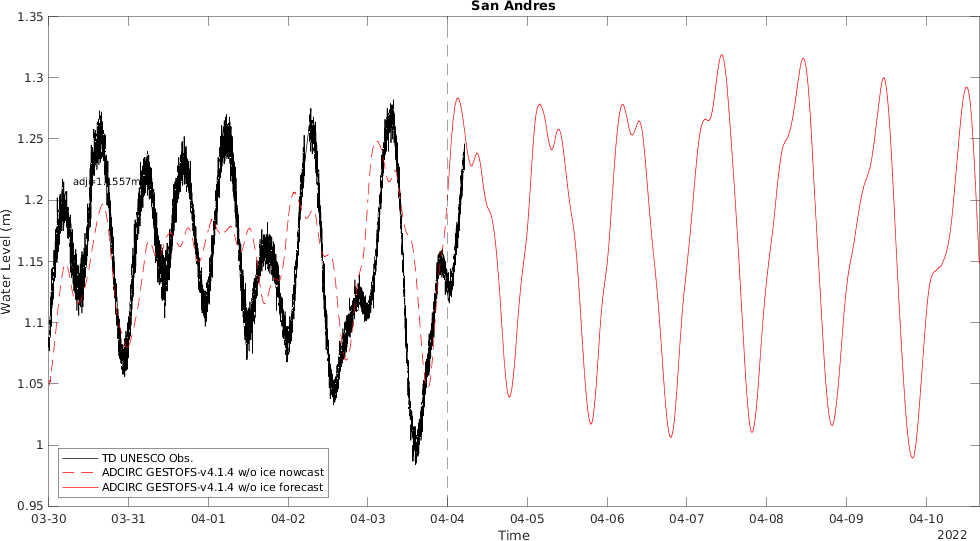 San Andres
1.35
1.3
1.25
1.2
1.15
1.1
1.05
1
0.95
Water Level (m)
TD UNESCO Obs.
ADCIRC GESTOFS-v4.1.4 w/o ice nowcast
ADCIRC GESTOFS-v4.1.4 w/o ice forecast
03-30 03-31 04-01 04-02 04-03 04-04 04-05 04-06 04-07 04-08 04-09 04-10
Time
2022